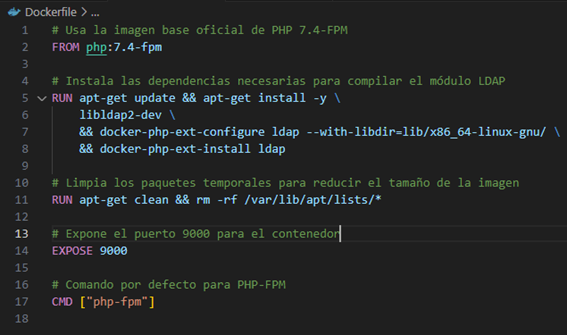 Dockerfile > ...
1 # Usa la imagen base oficial de PHP 7.4-FPM
2 FROM php:7.4-fpm
3
4 # Instala las dependencias necesarias para compilar el módulo LDAP
5 RUN apt-get update && apt-get install -y \
6 libldap2-dev \
7 && docker-php-ext-configure ldap --with-libdir=lib/x86_64-linux-gnu/ \
8 && docker-php-ext-install ldap
9
10 # Limpia los paquetes temporales para reducir el tamaño de la imagen
11 RUN apt-get clean && rm -rf /var/lib/apt/lists/*
12
13 # Expone el puerto 9000 para el contenedor
14 EXPOSE 9000
15
16 # Comando por defecto para PHP-FPM
17 CMD ["php-fpm"]
18